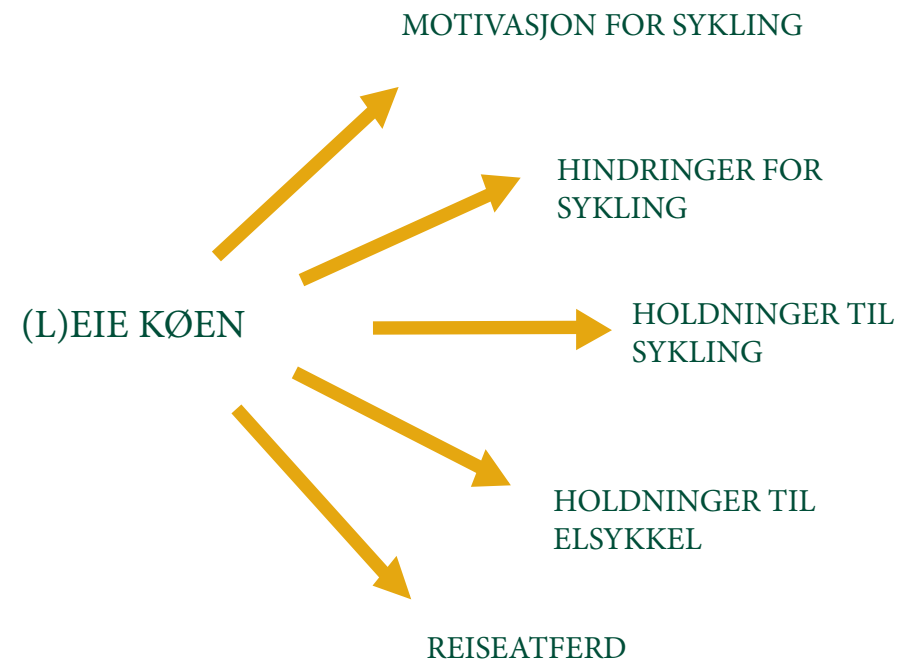 MOTIVASJON FOR SYKLING
HINDRINGER FOR
SYKLING
(L)EIE KØEN
HOLDNINGER TIL
SYKLING
HOLDNINGER TIL
ELSYKKEL
REISEATFERD